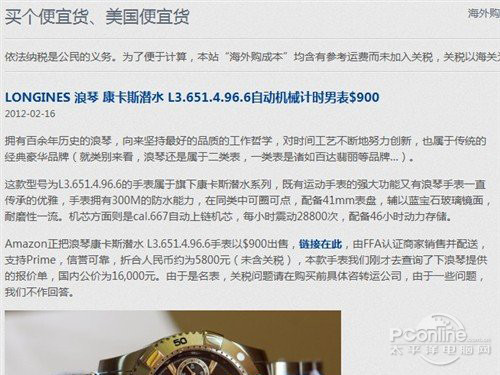 买个便宜货、美国便宜货
海外购
依法纳税是公民的义务。为了便于计算，本站“海外购成本”均含有参考运费而未加入关税，关税以海关
LONGINES 浪琴 康卡斯潜水 L3.651.4.96.6自动机械计时男表$900
2012-02-16
拥有百余年历史的浪琴，向来坚持最好的品质的工作哲学，对时间工艺不断地努力创新，也属于传统的
经典豪华品牌（就类别来看，浪琴还是属于二类表，一类表是诸如百达翡丽等品牌...）。
这款型号为L3.651.4.96.6的手表属于旗下康卡斯潜水系列，既有运动手表的强大功能又有浪琴手表一直
传承的优雅，手表拥有300M的防水能力，在同类中可圈可点，配备41mm表盘，辅以蓝宝石玻璃镜面，
耐磨性一流。机芯方面则是cal.667自动上链机芯，每小时震动28800次，配备46小时动力存储。
Amazon正把浪琴康卡斯潜水 L3.651.4.96.6手表以$900出售，链接在此，由FFA认证商家销售并配送，
支持Prime，信誉可靠，折合人民币约为5800元（未含关税），本款手表我们刚才去查询了下浪琴提供
的报价单，国内公价为16,000元。由于是名表，关税问题请在购买前具体咨转运公司，由于一些问题，
我们不作回答。
PConline
.com.cn
太平洋电脑网
50